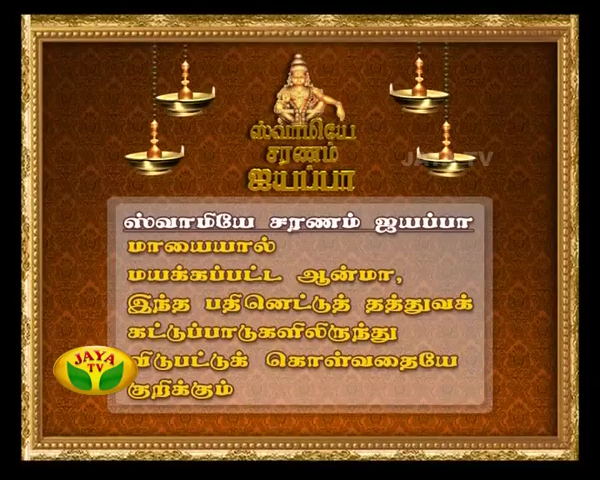 ஸ்வாமியே
சரணம்
ஐயப்பா
JAYA TV
ஸ்வாமியே சரணம் ஐயப்பா
மாயையால்
மயக்கப்பட்ட ஆன்மா,
இந்த பதினெட்டுத் தத்துவக்
கட்டுப்பாடுகளிலிருந்து
விடுபட்டுக் கொள்வதையே
குறிக்கும்
JAYA
TV